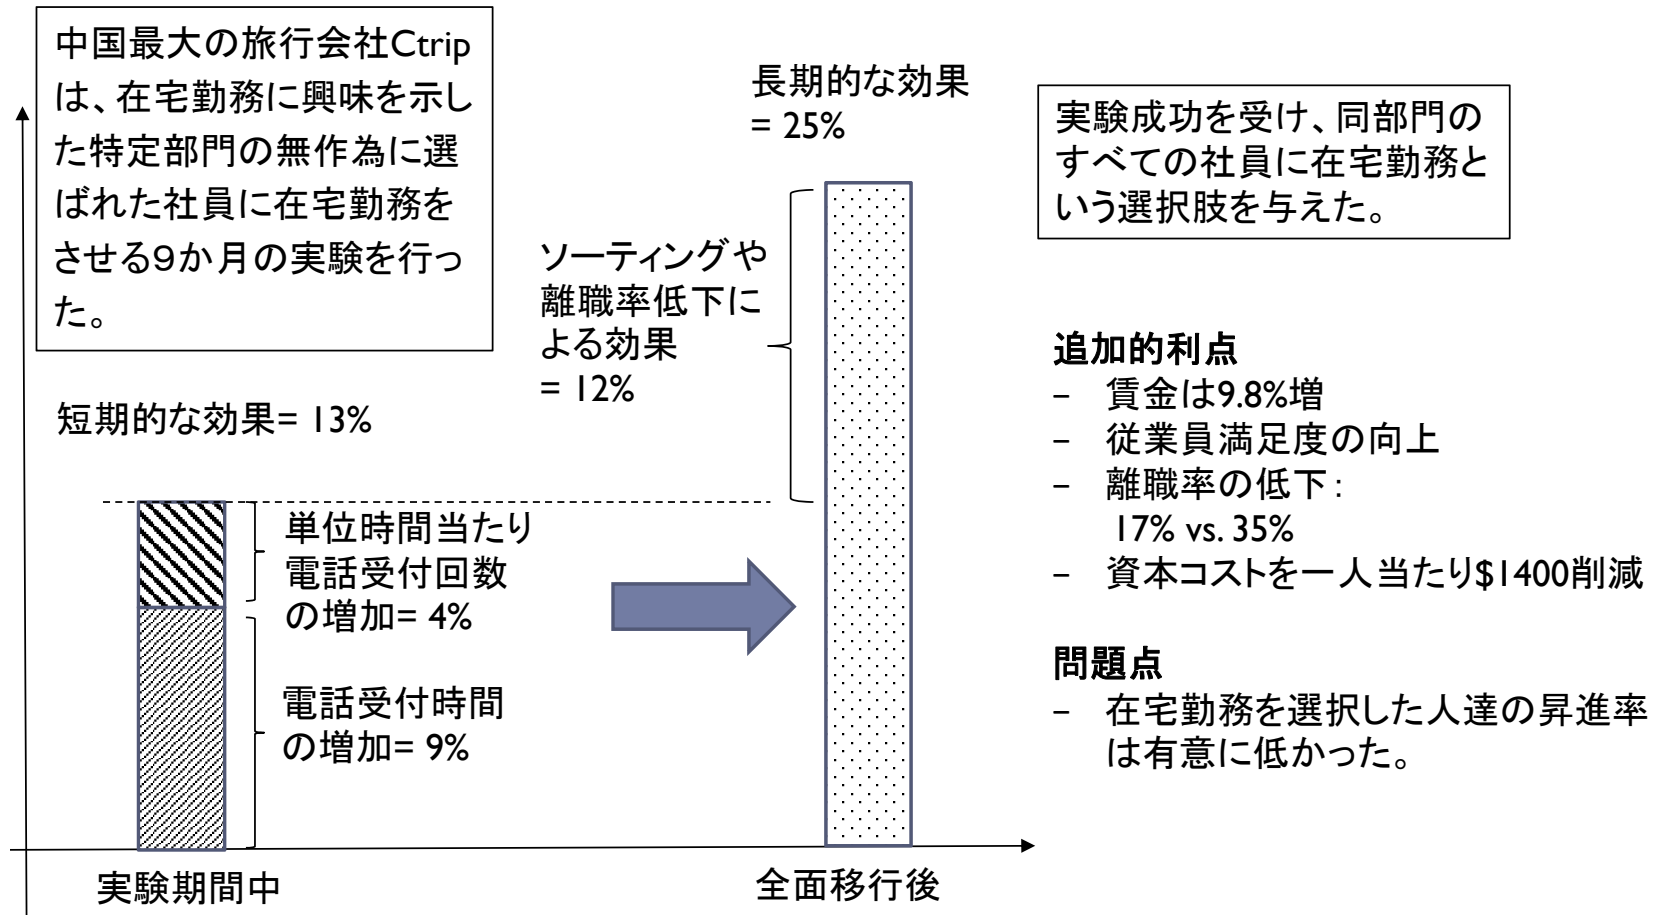 中国最大の旅行会社Ctrip
は、在宅勤務に興味を示し
た特定部門の無作為に選
ばれた社員に在宅勤務を
させる９か月の実験を行っ
た。
短期的な効果= 13%
単位時間当たり
電話受付回数
の増加= 4%
電話受付時間
の増加= 9%
実験期間中
長期的な効果
= 25%
ソーティングや
離職率低下に
よる効果
= 12%
全面移行後
実験成功を受け、同部門の
すべての社員に在宅勤務と
いう選択肢を与えた。
追加的利点
– 賃金は9.8%増
– 従業員満足度の向上
– 離職率の低下：
17% vs. 35%
– 資本コストを一人当たり$1400削減
問題点
– 在宅勤務を選択した人達の昇進率
は有意に低かった。